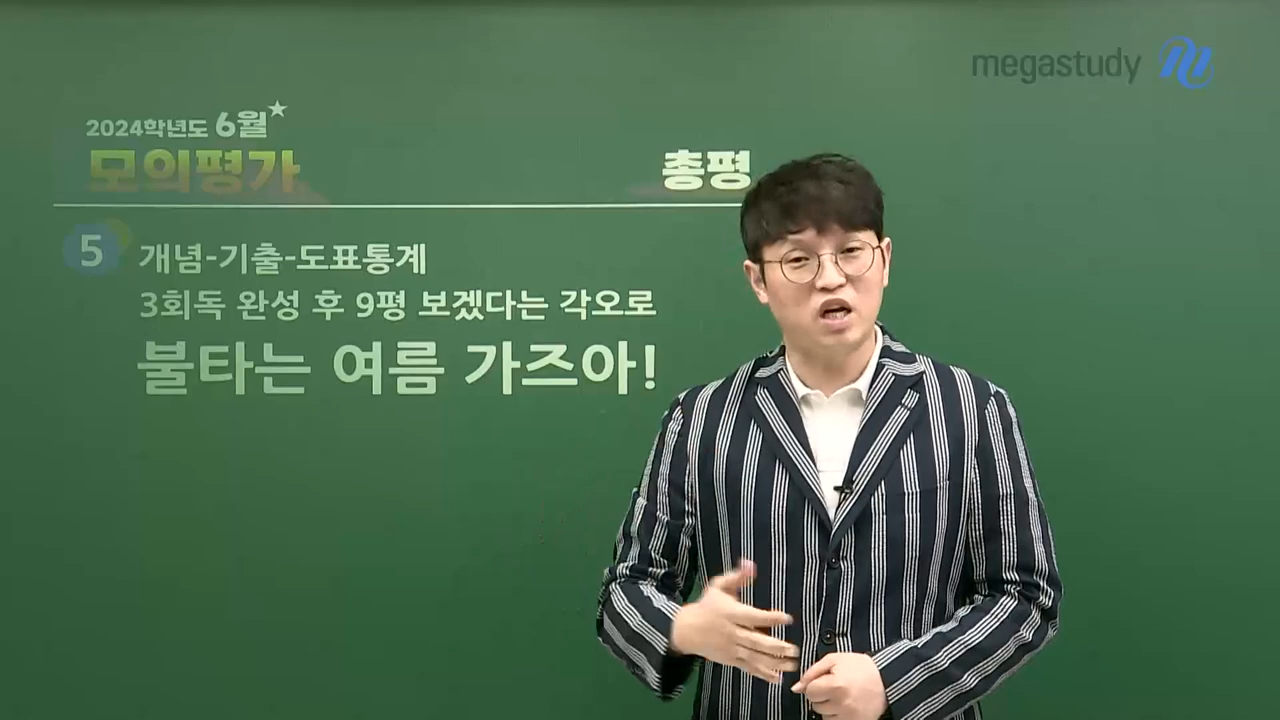 megastudy
2024학년도 6월
모의평가
총평
5 개념-기출-도표통계
3회독 완성 후 9평 보겠다는 각오로
불타는 여름 가즈아!